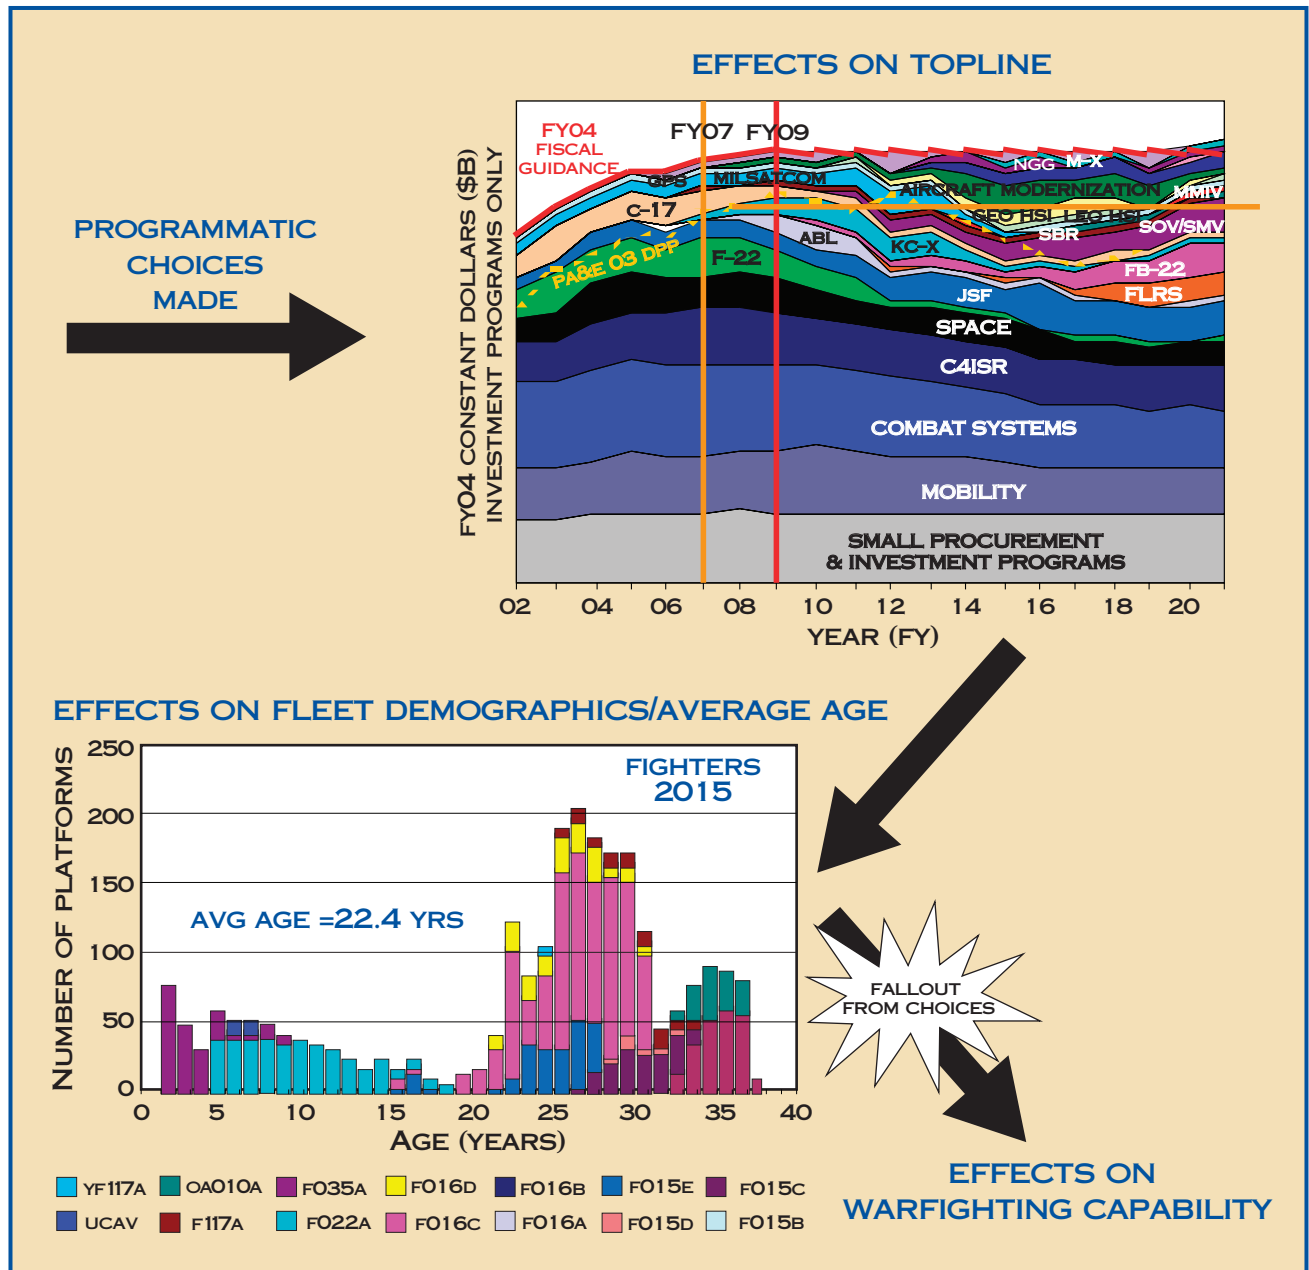 EFFECTS ON TOPLINE
PROGRAMMATIC
CHOICES
MADE
FY04 CONSTANT DOLLARS ($B)
INVESTMENT PROGRAMS ONLY
FY04
FISCAL
GUIDANCE
FY07
FY09
GPS
MILSATCOM
C-17
PA&E 03 DPP
F-22
ABL
KC-X
NGG
M-X
AIRCRAFT MODERNIZATION
MMIV
GEO HSI
LEO HSI
SBR
SOV/SMV
FB-22
JSF
FLRS
SPACE
C4ISR
COMBAT SYSTEMS
MOBILITY
SMALL PROCUREMENT
& INVESTMENT PROGRAMS
02 04 06 08 10 12 14 16 18 20
YEAR (FY)
EFFECTS ON FLEET DEMOGRAPHICS/AVERAGE AGE
NUMBER OF PLATFORMS
250
200
150
100
50
0
FIGHTERS
2015
AVG AGE =22.4 YRS
0 5 10 15 20 25 30 35 40
AGE (YEARS)
FALLOUT
FROM CHOICES
YF117A OA010A F035A F016D F016B F015E F015C
UCAV F117A F022A F016C F016A F015D F015B
EFFECTS ON
WARFIGHTING CAPABILITY